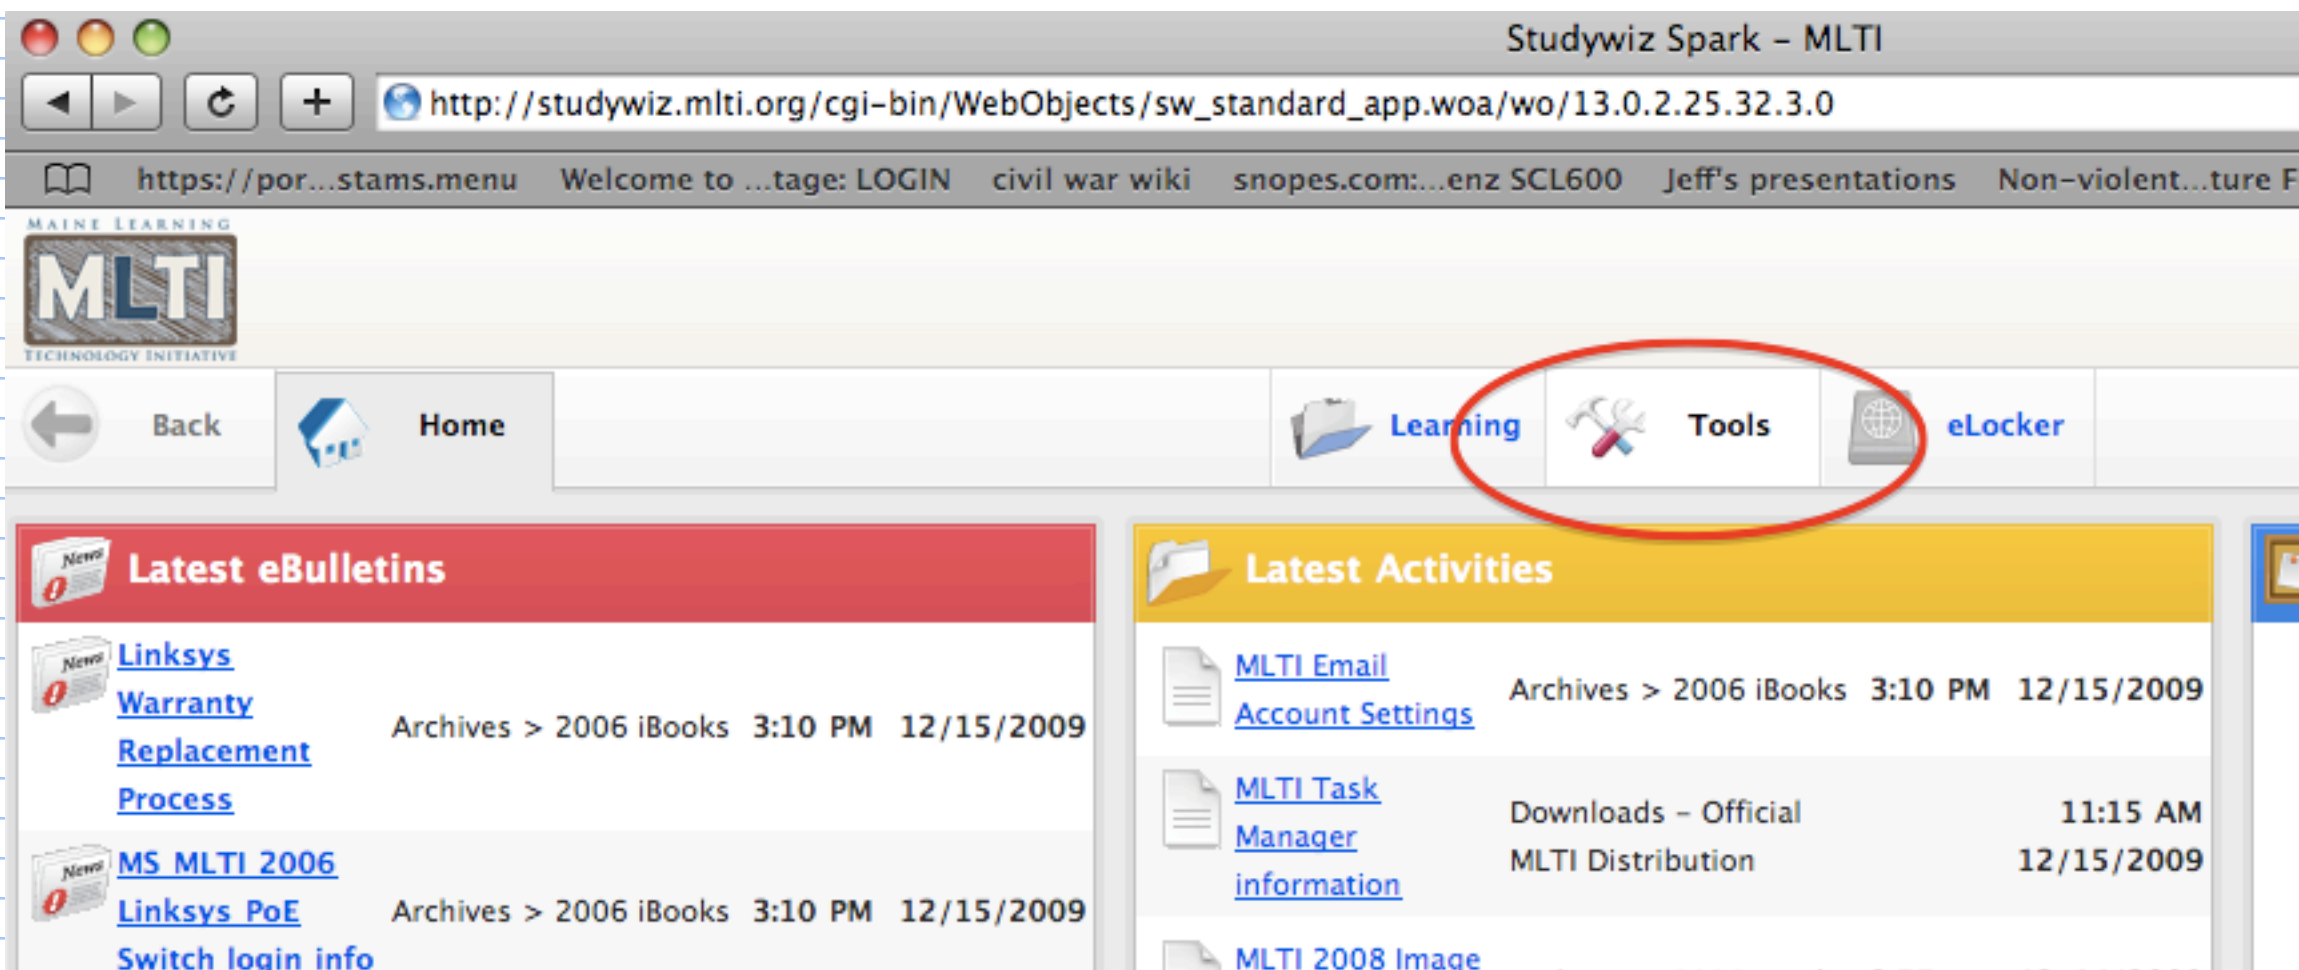 Studywiz Spark – MLTI
http://studywiz.mlti.org/cgi-bin/WebObjects/sw_standard_app.woa/wo/13.0.2.25.32.3.0
https://por...stams.menu Welcome to ...tage: LOGIN civil war wiki snopes.com:...enz SCL600 Jeff's presentations Non-violent...ture F
MAINE LEARNING
MLTI
TECHNOLOGY INITIATIVE
Back Home Learning Tools eLocker
Latest eBulletins
Linksys
Warranty
Replacement
Process
Archives > 2006 iBooks 3:10 PM 12/15/2009
MS MLTI 2006
Linksys PoE
Switch login info
Archives > 2006 iBooks 3:10 PM 12/15/2009
Latest Activities
MLTI Email
Account Settings
Archives > 2006 iBooks 3:10 PM 12/15/2009
MLTI Task
Manager
information
Downloads – Official
MLTI Distribution
11:15 AM
12/15/2009
MLTI 2008 Image